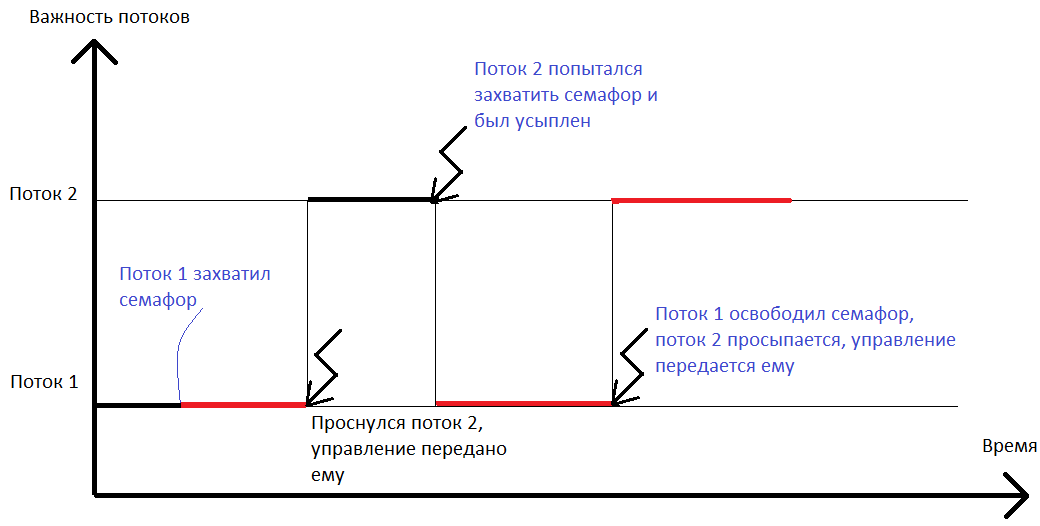 Важность потоков
Поток 2 попытался
захватить семафор и
был усыплен
Поток 2
Поток 1 захватил
семафор
Поток 1 освободил семафор,
поток 2 просыпается, управление
передается ему
Поток 1
Проснулся поток 2,
управление передано
ему
Время